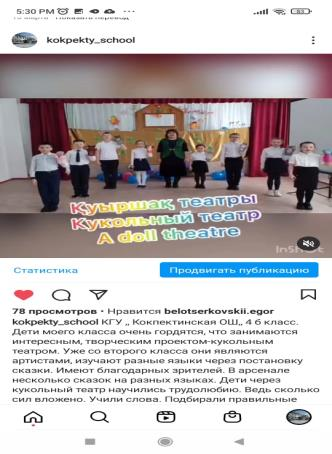 5:30 PM
53
Показать перевод
kokpekty_school
Қуыршақ театры
Кукольный театр
A doll theatre
InShot
Статистика
Продвигать публикацию
78 просмотров • Нравится belotserkovskii.egor
kokpekty_school КГУ ,, Кокпектинская ОШ,, 4 б класс.
Дети моего класса очень гордятся, что занимаются
интересным, творческим проектом-кукольным
театром. Уже со второго класса они являются
артистами, изучают разные языки через постановку
сказки. Имеют благодарных зрителей. В арсенале
несколько сказок на разных языках. Дети через
кукольный театр научились трудолюбию. Ведь сколько
сил вложено. Учили слова. Подбирали правильные